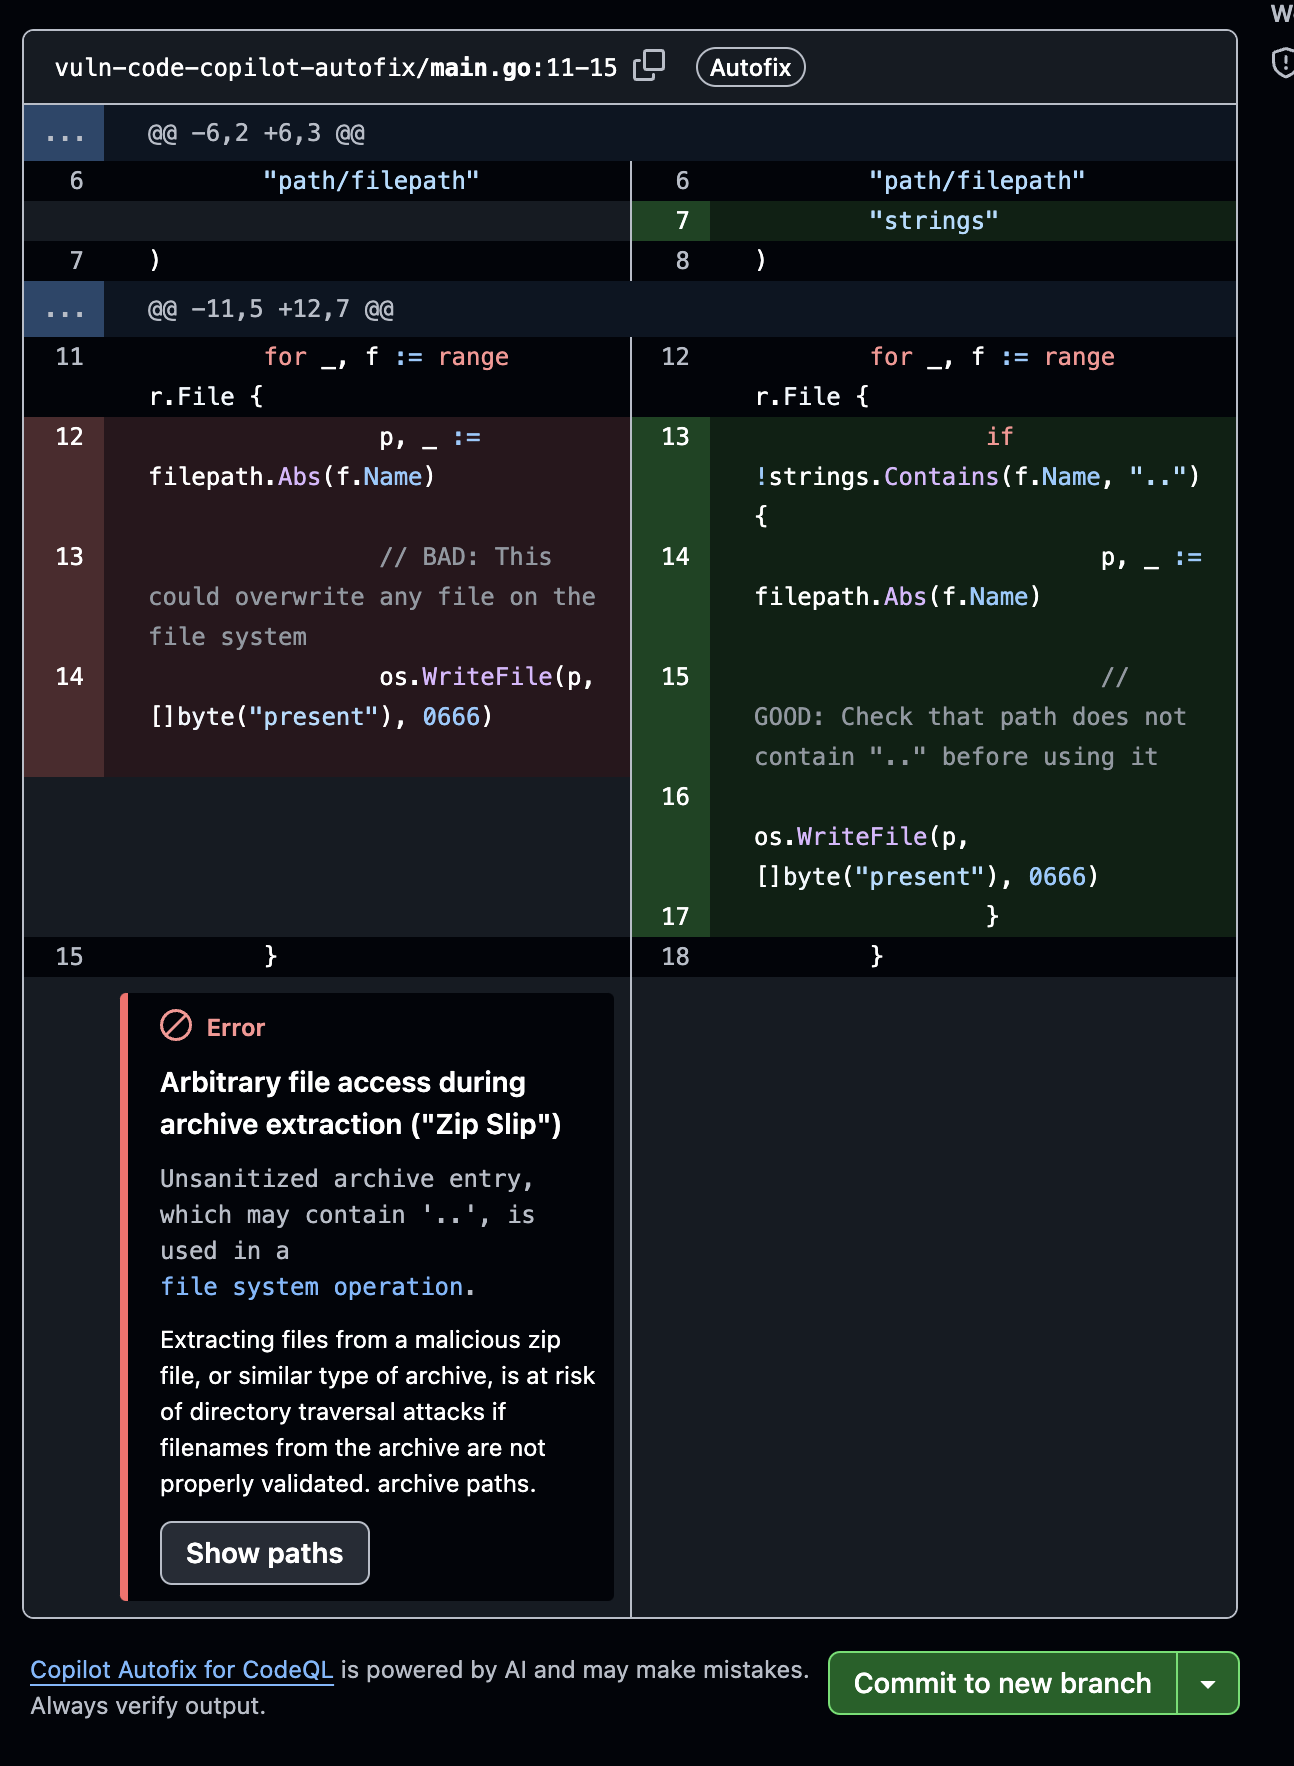 We
vuln-code-copilot-autofix/main.go:11-15 Autofix
... @@ -6,2 +6,3 @@
6 "path/filepath" 6 "path/filepath"
7 "strings"
7 ) 8 )
... @@ -11,5 +12,7 @@
11 for _, f := range
r.File {
12 for _, f := range
r.File {
12 p, _ :=
filepath.Abs(f.Name)
13 // BAD: This
could overwrite any file on the
file system
14 os.WriteFile(p,
[]byte("present"), 0666)
13 if
!strings.Contains(f.Name, "..")
{
14 p, _ :=
filepath.Abs(f.Name)
15 //
GOOD: Check that path does not
contain ".." before using it
16
os.WriteFile(p,
[]byte("present"), 0666)
17 }
15 } 18 }
Error
Arbitrary file access during
archive extraction ("Zip Slip")
Unsanitized archive entry,
which may contain '..', is
used in a
file system operation.
Extracting files from a malicious zip
file, or similar type of archive, is at risk
of directory traversal attacks if
filenames from the archive are not
properly validated. archive paths.
Show paths
Copilot Autofix for CodeQL is powered by AI and may make mistakes.
Always verify output.
Commit to new branch